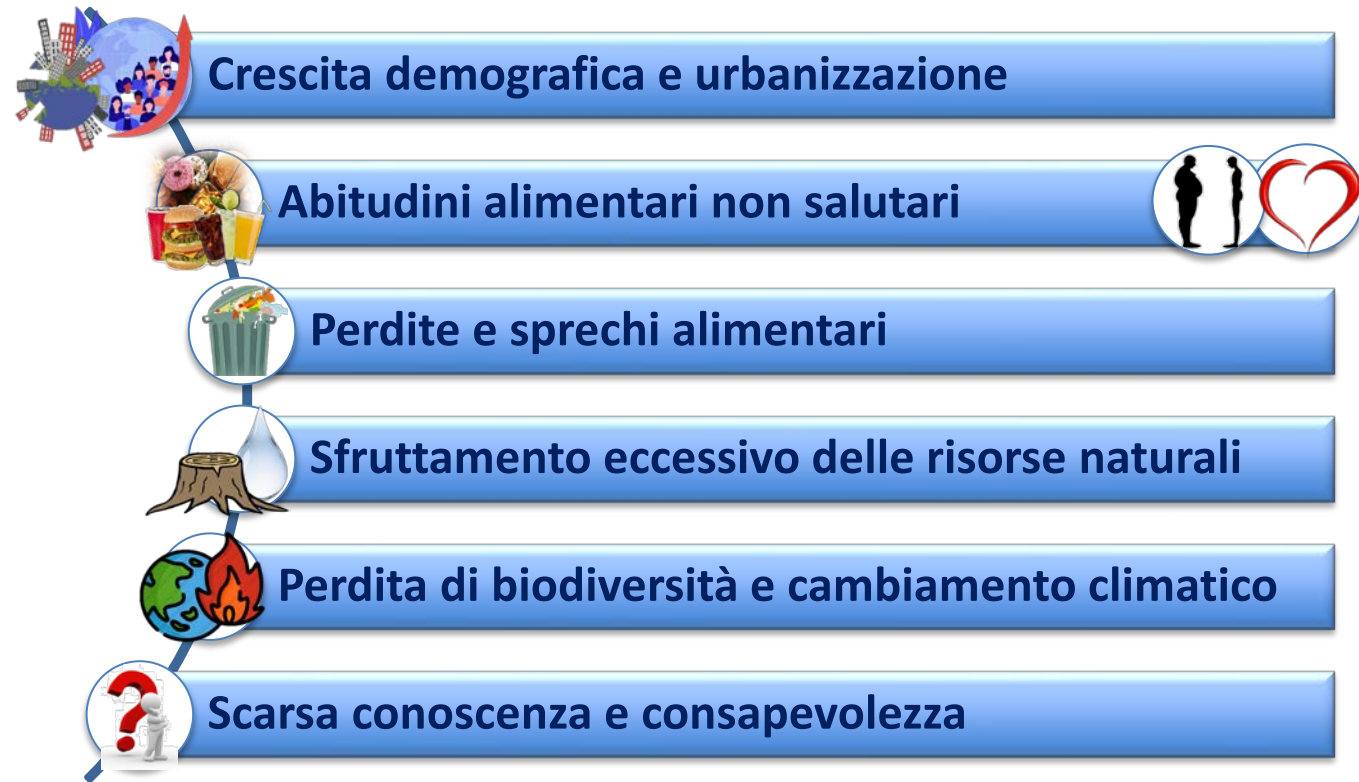 Crescita demografica e urbanizzazione
Abitudini alimentari non salutari
Perdite e sprechi alimentari
Sfruttamento eccessivo delle risorse naturali
Perdita di biodiversità e cambiamento climatico
Scarsa conoscenza e consapevolezza